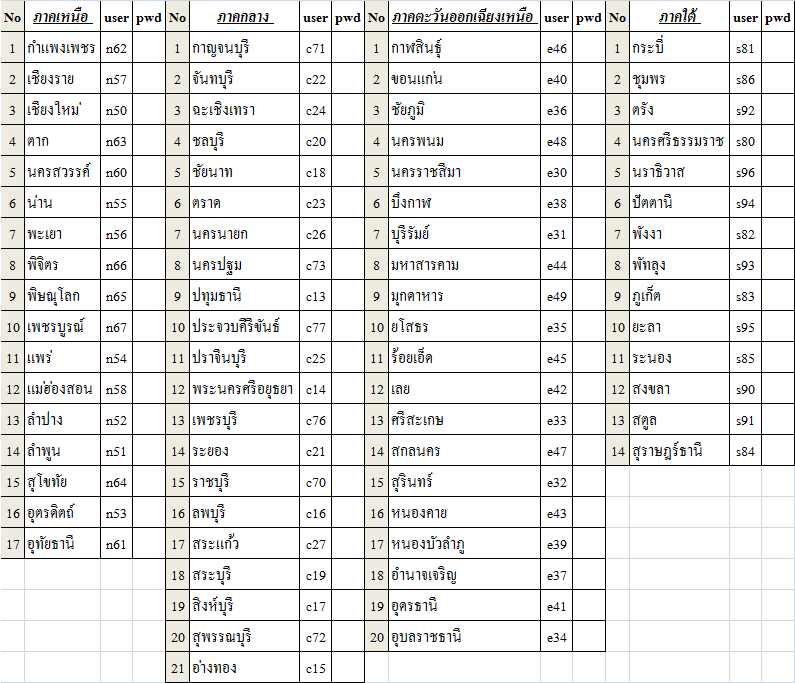 No ภาคเหนือ user pwd No ภาคกลาง user pwd No ภาคตะวันออกเฉียงเหนือ user pwd No ภาคใต้ user pwd
1 กำแพงเพชร n62 1 กาญจนบุรี c71 1 กาฬสินธุ์ e46 1 กระบี่ s81
2 เชียงราย n57 2 จันทบุรี c22 2 ขอนแก่น e40 2 ชุมพร s86
3 เชียงใหม่ n50 3 ฉะเชิงเทรา c24 3 ชัยภูมิ e36 3 ตรัง s92
4 ตาก n63 4 ชลบุรี c20 4 นครพนม e48 4 นครศรีธรรมราช s80
5 นครสวรรค์ n60 5 ชัยนาท c18 5 นครราชสีมา e30 5 นราธิวาส s96
6 น่าน n55 6 ตราด c23 6 บึงกาฬ e38 6 ปัตตานี s94
7 พะเยา n56 7 นครนายก c26 7 บุรีรัมย์ e31 7 พังงา s82
8 พิจิตร n66 8 นครปฐม c73 8 มหาสารคาม e44 8 พัทลุง s93
9 พิษณุโลก n65 9 ปทุมธานี c13 9 มุกดาหาร e49 9 ภูเก็ต s83
10 เพชรบูรณ์ n67 10 ประจวบคีรีขันธ์ c77 10 ยโสธร e35 10 ยะลา s95
11 แพร่ n54 11 ปราจีนบุรี c25 11 ร้อยเอ็ด e45 11 ระนอง s85
12 แม่ฮ่องสอน n58 12 พระนครศรีอยุธยา c14 12 เลย e42 12 สงขลา s90
13 ลำปาง n52 13 เพชรบุรี c76 13 ศรีสะเกษ e33 13 สตูล s91
14 ลำพูน n51 14 ระยอง c21 14 สกลนคร e47 14 สุราษฎร์ธานี s84
15 สุโขทัย n64 15 ราชบุรี c70 15 สุรินทร์ e32
16 อุตรดิตถ์ n53 16 ลพบุรี c16 16 หนองคาย e43
17 อุทัยธานี n61 17 สระแก้ว c27 17 หนองบัวลำภู e39
18 สระบุรี c19 18 อำนาจเจริญ e37
19 สิงห์บุรี c17 19 อุดรธานี e41
20 สุพรรณบุรี c72 20 อุบลราชธานี e34
21 อ่างทอง c15